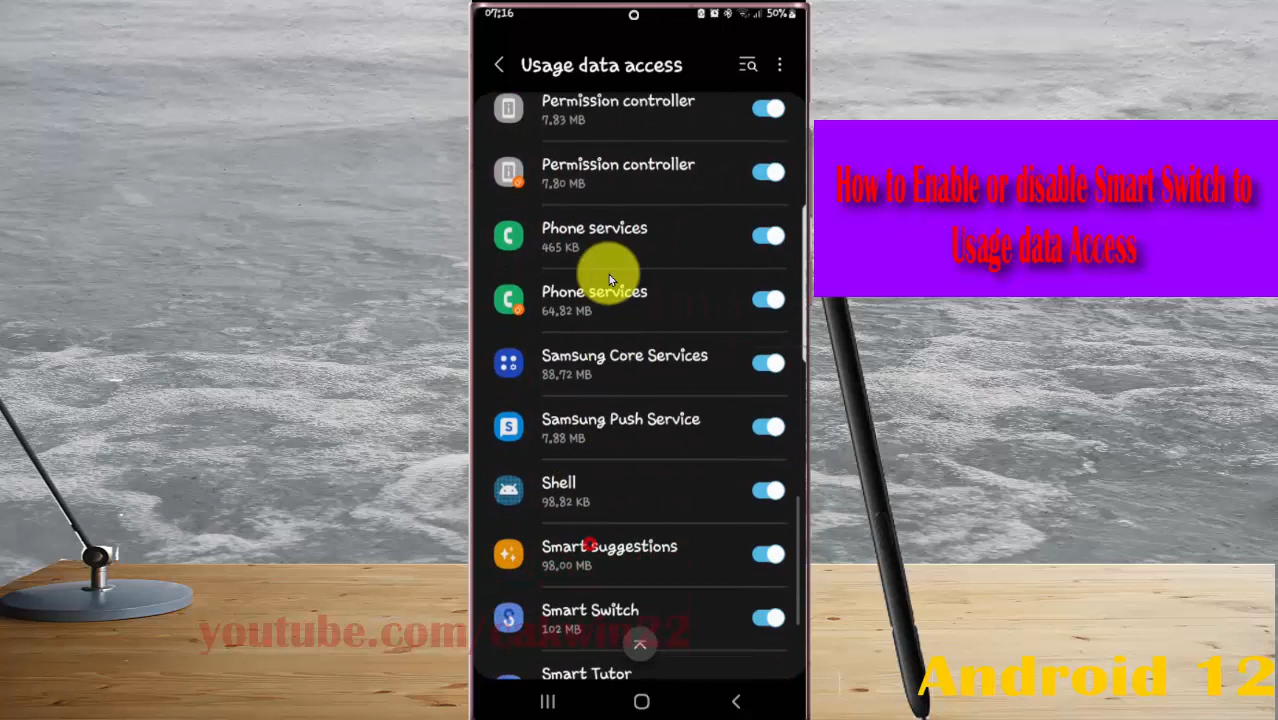 07:16
50%
Usage data access
Permission controller
7.83 MB
Permission controller
7.80 MB
Phone services
465 KB
Phone services
64.82 MB
Samsung Core Services
88.72 MB
Samsung Push Service
7.88 MB
Shell
98.82 KB
Smart suggestions
98.00 MB
Smart Switch
102 MB
Smart Tutor
How to Enable or disable Smart Switch to
Usage data Access
Android 12